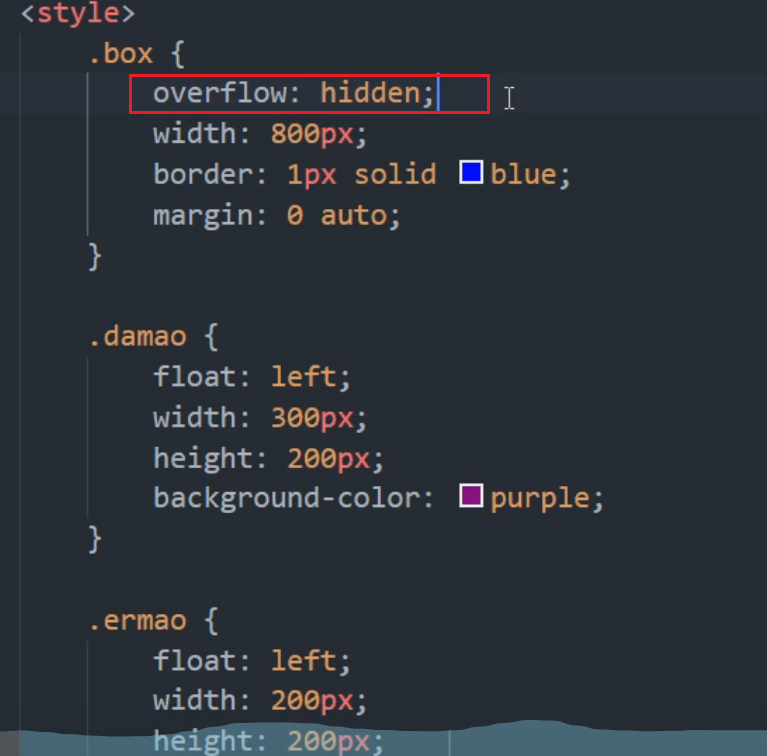 <style>
.box {
overflow: hidden;
width: 800px;
border: 1px solid blue;
margin: 0 auto;
}
.damao {
float: left;
width: 300px;
height: 200px;
background-color: purple;
}
.ermao {
float: left;
width: 200px;
height: 200px;